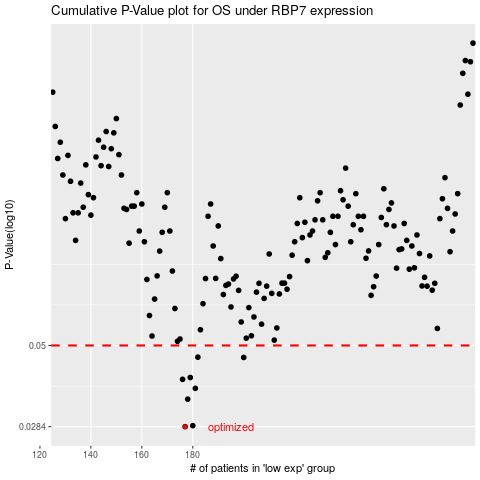 Cumulative P-Value plot for OS under RBP7 expression
P-Value(log10)
0.05
0.0284
optimized
120 140 160 180
# of patients in 'low exp' group